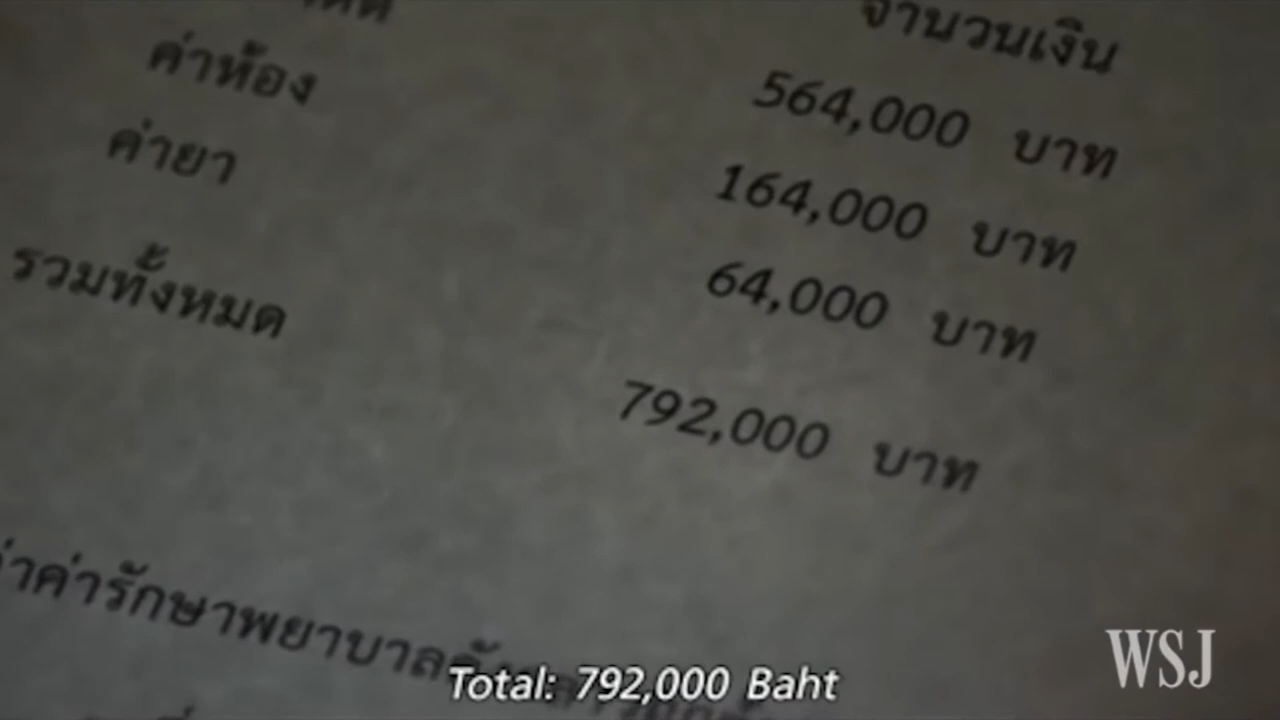 จำนวนเงิน
564,000 บาท
ค่าห้อง 164,000 บาท
ค่ายา 64,000 บาท
รวมทั้งหมด 792,000 บาท
ค่ารักษาพยาบาล
Total: 792,000 Baht
WSJ